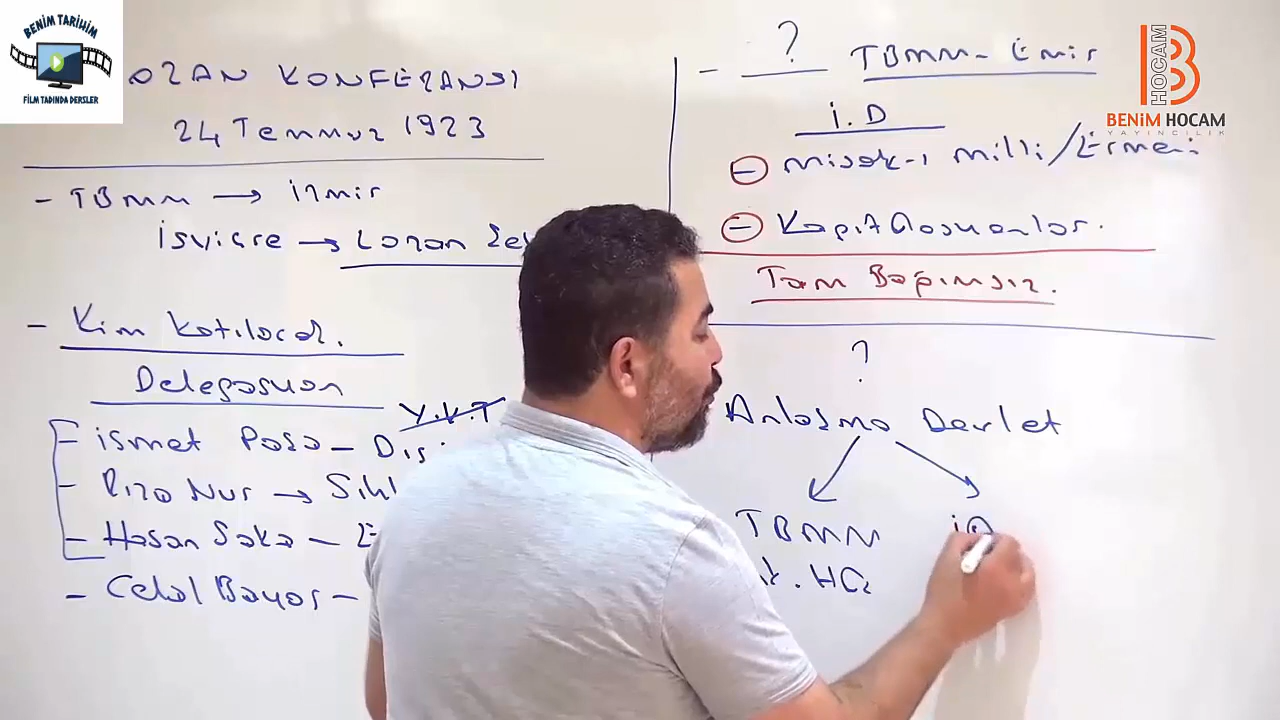 BENİM TARİHİM
FİLM TADINDA DERSLER
OZAN KONFERANSI
24 Temmuz 1923
- TBMM → İzmir
İsviçre → Lozan
- Kim Katılacak.
Delegasyon
İsmet Paşa - Dış
- Rıza Nur → Sıhh
- Hasan Saka -
- Celal Bayar -
Y.K.T
- ? TBMM - Emir
İ.D
- Misak-ı Milli / Ermeni
- Kapitülasyonlar.
Tam Bağımsız.
?
Anlaşma Devlet
TBMM
İD
HOCAM
BENİM HOCAM
YAYINCILIK